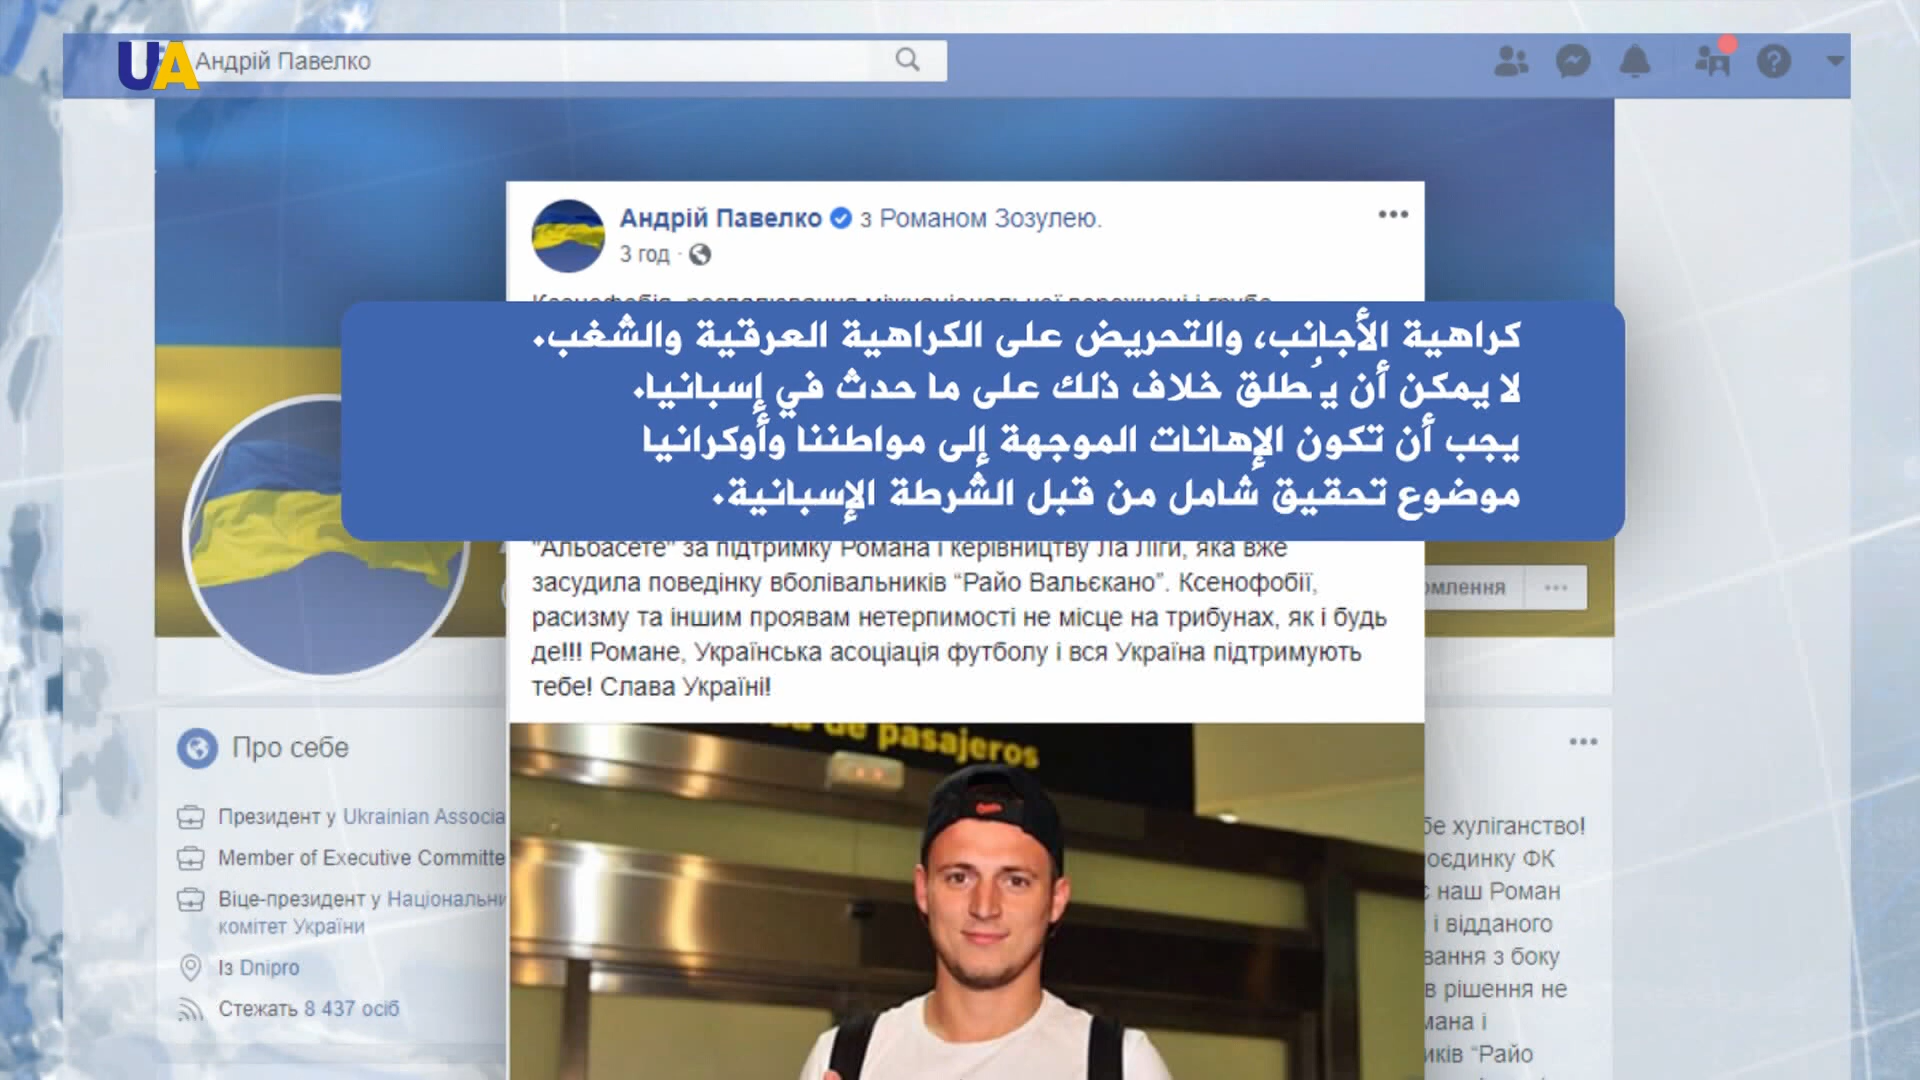 UA
Андрій Павелко
Андрій Павелко з Романом Зозулею.
3 год
كراهية الأجانب، والتحريض على الكراهية العرقية والشغب.
لا يمكن أن يُطلق خلاف ذلك على ما حدث في إسبانيا.
يجب أن تكون الإهانات الموجهة إلى مواطننا وأوكرانيا
موضوع تحقيق شامل من قبل الشرطة الإسبانية.
"Альбасете" за підтримку Романа і керівництву Ла Ліги, яка вже
засудила поведінку вболівальників “Райо Вальєкано”. Ксенофобії,
расизму та іншим проявам нетерпимості не місце на трибунах, як і будь
де!!! Романе, Українська асоціація футболу і вся Україна підтримують
тебе! Слава Україні!
de pasajeros
Про себе
Президент у Ukrainian Associa
Member of Executive Committe
Віце-президент у Національни
комітет України
Із Dnipro
Стежать 8 437 осіб
омлення
бе хуліганство!
оєдинку ФК
наш Роман
і відданого
вання з боку
в рішення не
мана і
иків “Райо